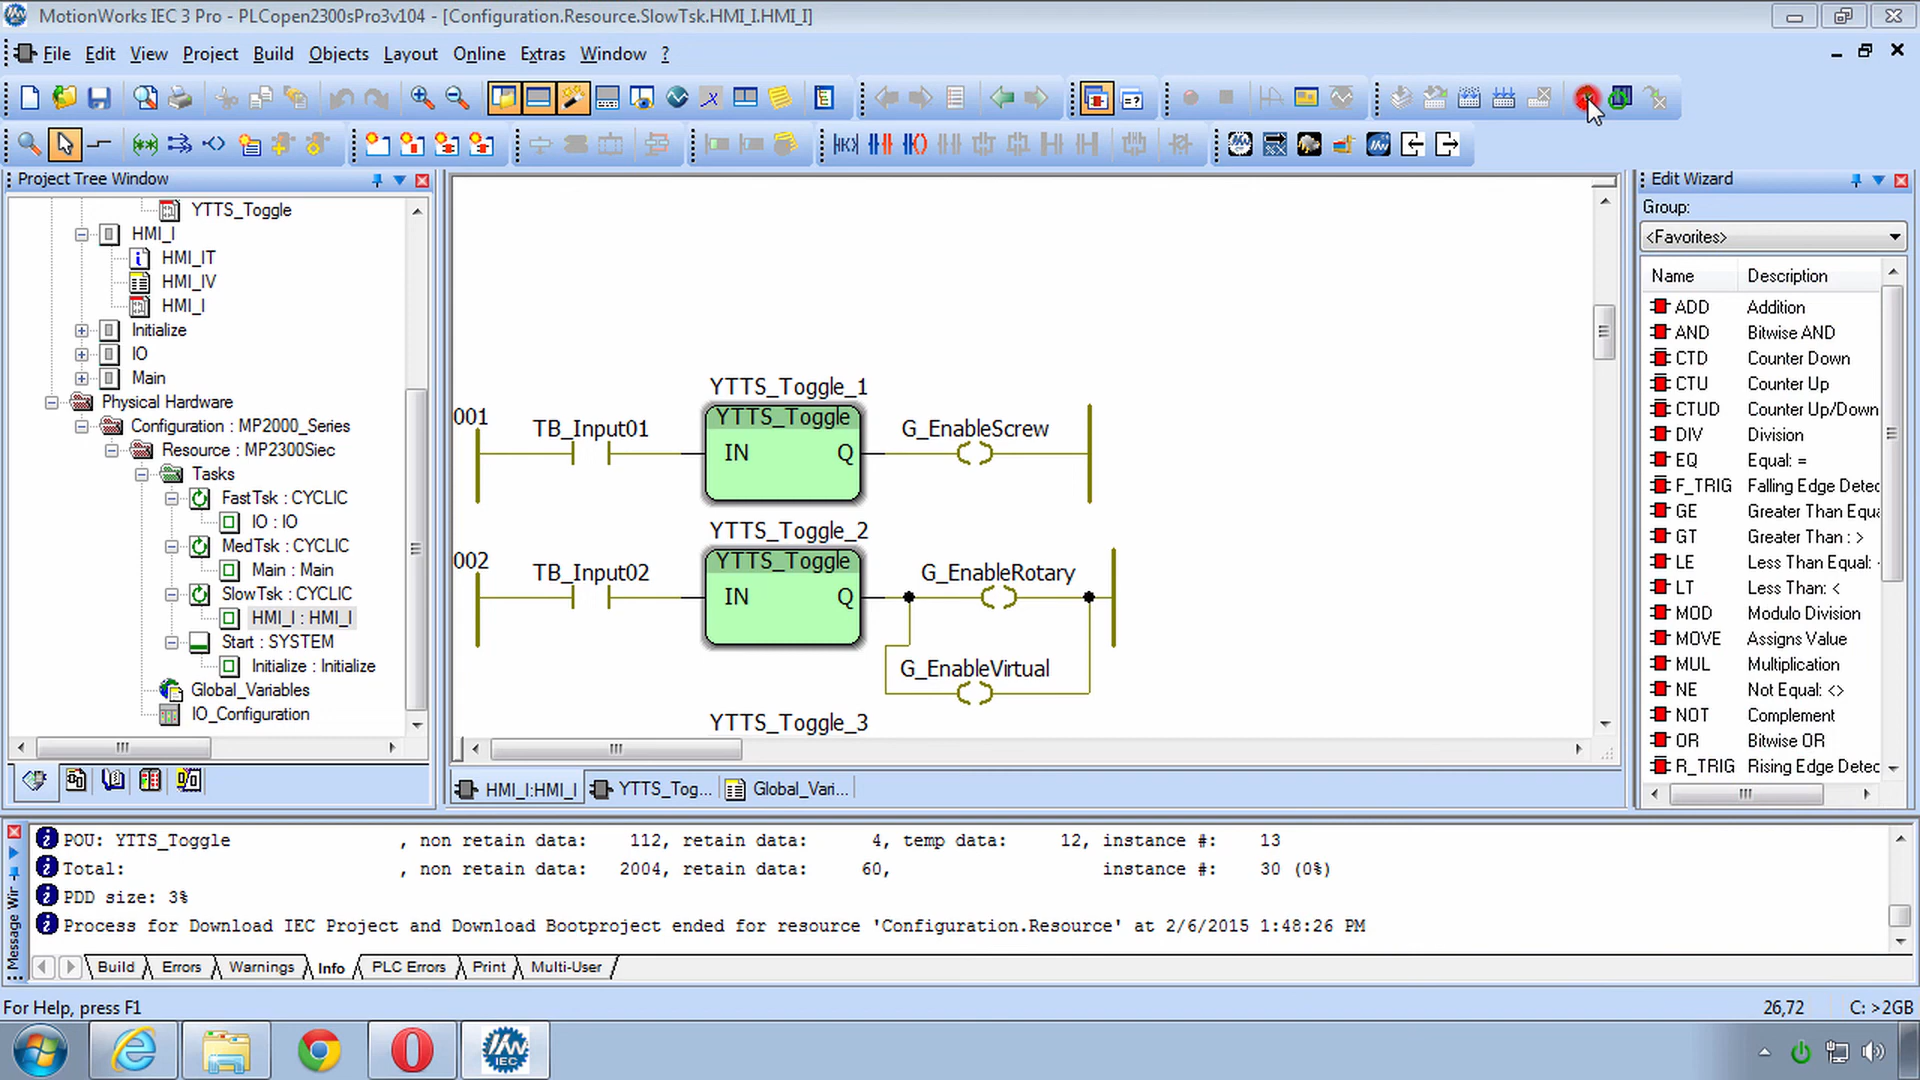 MotionWorks IEC 3 Pro - PLCopen2300sPro3v104 - [Configuration.Resource.SlowTsk.HMI_I.HMI_I]
File Edit View Project Build Objects Layout Online Extras Window ?
Project Tree Window
YTTS_Toggle
HMI_I
HMI_IT
HMI_IV
HMI_I
Initialize
IO
Main
Physical Hardware
Configuration : MP2000_Series
Resource : MP2300Siec
Tasks
FastTsk : CYCLIC
IO : IO
MedTsk : CYCLIC
Main : Main
SlowTsk : CYCLIC
HMI_I : HMI_I
Start : SYSTEM
Initialize : Initialize
Global_Variables
IO_Configuration
YTTS_Toggle_1
001
TB_Input01
YTTS_Toggle
IN Q
G_EnableScrew
YTTS_Toggle_2
002
TB_Input02
YTTS_Toggle
IN Q
G_EnableRotary
G_EnableVirtual
YTTS_Toggle_3
HMI_I:HMI_I YTTS_Tog... Global_Vari...
Edit Wizard
Group:
<Favorites>
Name Description
ADD Addition
AND Bitwise AND
CTD Counter Down
CTU Counter Up
CTUD Counter Up/Down
DIV Division
EQ Equal: =
F_TRIG Falling Edge Detec
GE Greater Than Equa
GT Greater Than : >
LE Less Than Equal:
LT Less Than: <
MOD Modulo Division
MOVE Assigns Value
MUL Multiplication
NE Not Equal: <>
NOT Complement
OR Bitwise OR
R_TRIG Rising Edge Detec
Message Win
POU: YTTS_Toggle , non retain data: 112, retain data: 4, temp data: 12, instance #: 13
Total: , non retain data: 2004, retain data: 60, instance #: 30 (0%)
PDD size: 3%
Process for Download IEC Project and Download Bootproject ended for resource 'Configuration.Resource' at 2/6/2015 1:48:26 PM
Build Errors Warnings Info PLC Errors Print Multi-User
For Help, press F1
26,72 C: >2GB
IEC